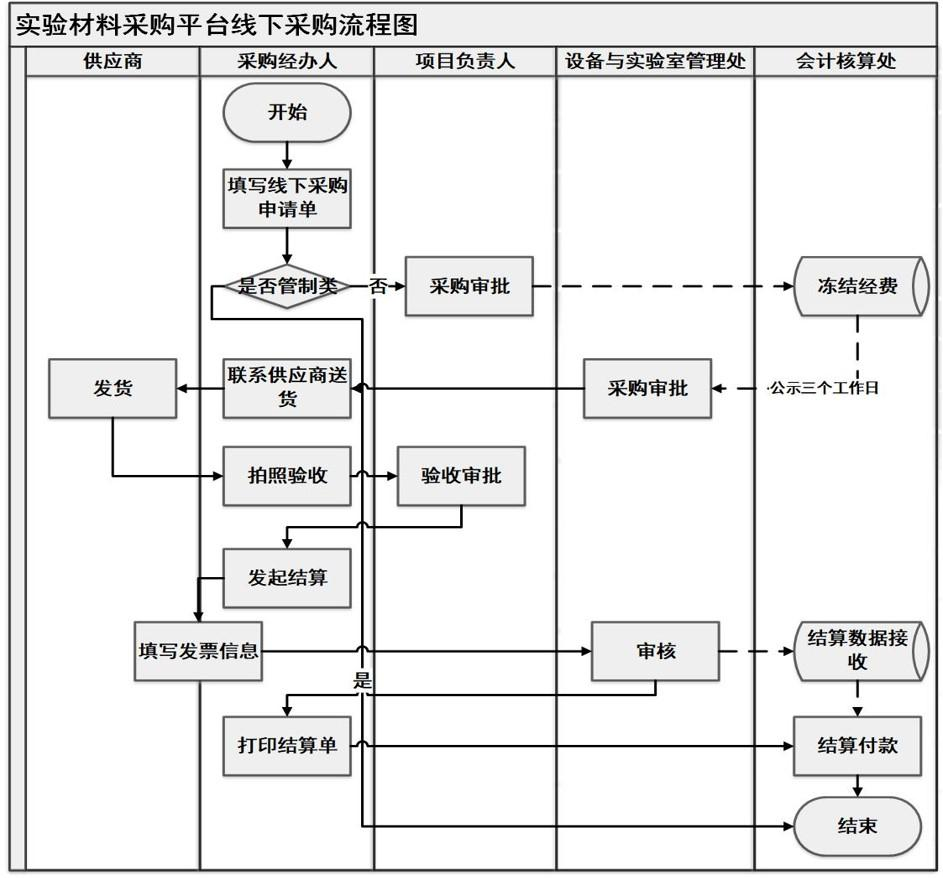 实验材料采购平台线下采购流程图
供应商
采购经办人
项目负责人
设备与实验室管理处
会计核算处
开始
填写线下采购
申请单
是否管制类
否
采购审批
冻结经费
发货
联系供应商送
货
采购审批
公示三个工作日
拍照验收
验收审批
发起结算
填写发票信息
审核
结算数据接
收
是
打印结算单
结算付款
结束